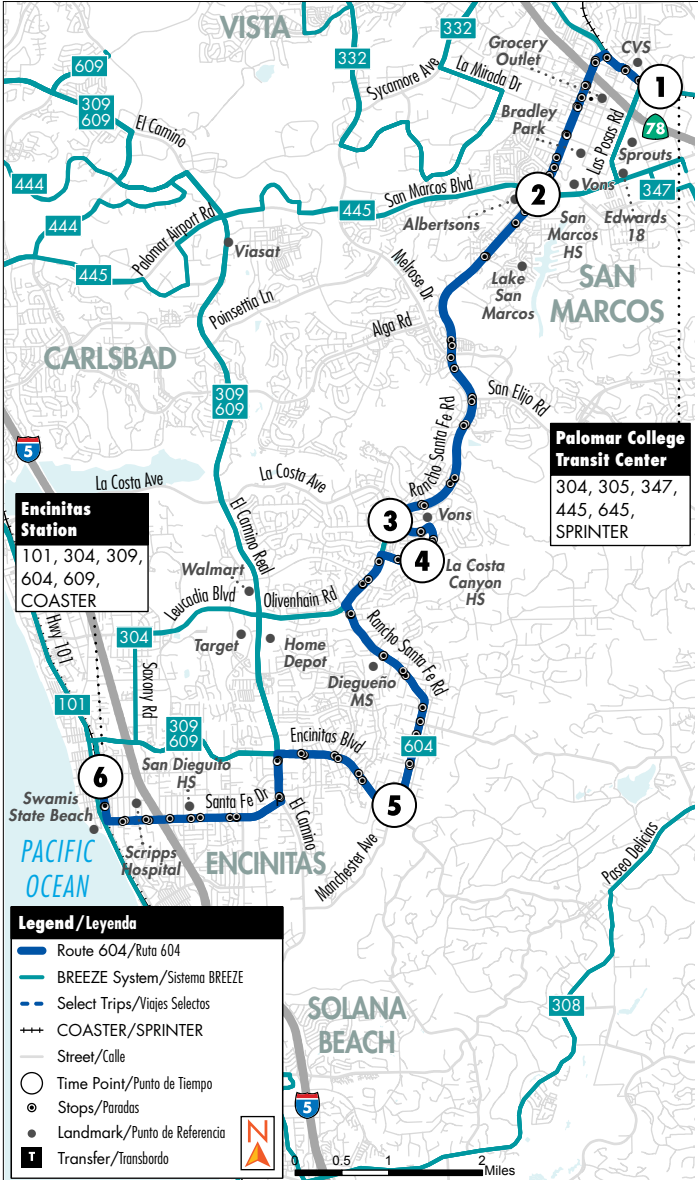 VISTA
332
332
Grocery
Outlet
CVS
1
609
Sycamore Ave
La Mirada Dr
309
609
El Camino
Bradley
Park
Las Posas Rd
78
Sprouts
444
San Marcos Blvd
2
Vons
347
444
445
Albertsons
San
Marcos
HS
Edwards
18
Palomar Airport Rd
Viasat
445
Melrose Dr
Lake
San
Marcos
SAN
MARCOS
Poinsettia Ln
Alga Rd
CARLSBAD
309
609
San Elijo Rd
5
Rancho Santa Fe Rd
Palomar College
Transit Center
304, 305, 347,
445, 645,
SPRINTER
La Costa Ave
La Costa Ave
Encinitas
Station
101, 304, 309,
604, 609,
COASTER
El Camino Real
3
Vons
4
La Costa
Canyon
HS
Walmart
Leucadia Blvd
Olivenhain Rd
Hwy 101
304
Target
Home
Depot
Rancho Santa Fe Rd
Diegueño
MS
Saxony Rd
101
309
609
Encinitas Blvd
604
San Dieguito
HS
6
5
Swamis
State Beach
Santa Fe Dr
El Camino
Manchester Ave
PACIFIC
OCEAN
Scripps
Hospital
ENCINITAS
Paseo Delicias
Legend/Leyenda
Route 604/Ruta 604
BREEZE System/Sistema BREEZE
Select Trips/Viajes Selectos
COASTER/SPRINTER
Street/Calle
Time Point/Punto de Tiempo
Stops/Paradas
Landmark/Punto de Referencia
T Transfer/Transbordo
N
SOLANA
BEACH
308
5
0 0.5 1 2
Miles